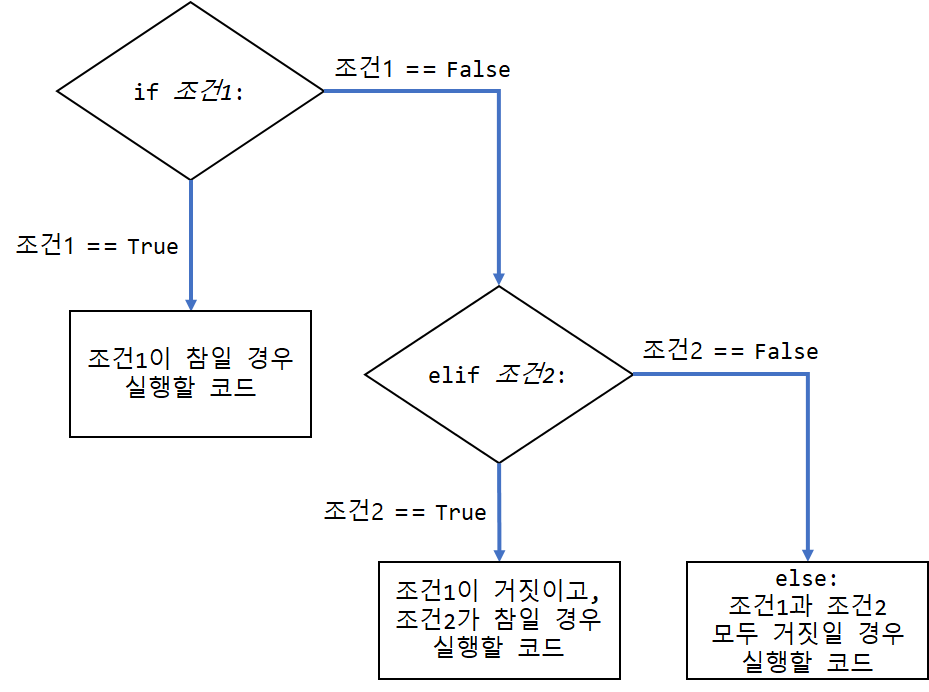 if 조건1:
조건1 == False
조건1 == True
조건1이 참일 경우
실행할 코드
elif 조건2:
조건2 == False
조건2 == True
조건1이 거짓이고,
조건2가 참일 경우
실행할 코드
else:
조건1과 조건2
모두 거짓일 경우
실행할 코드